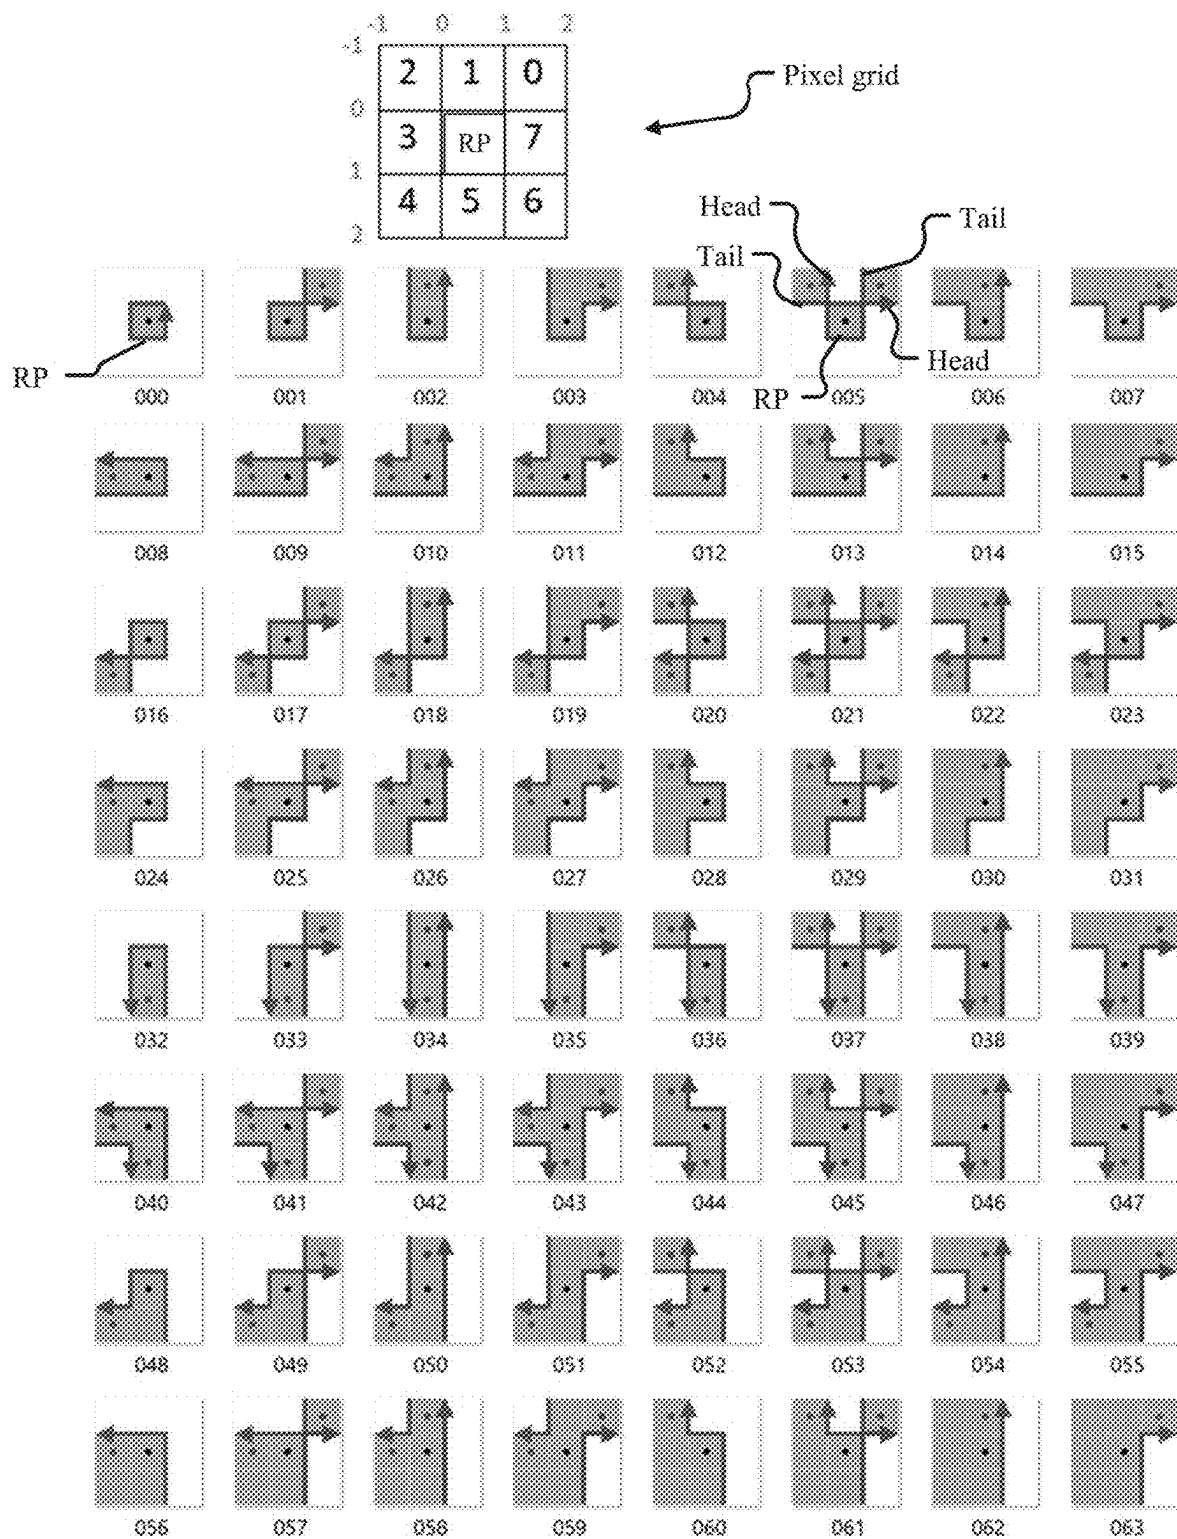 -1 0 1 2
-1
2 1 0
Pixel grid
0
3 RP 7
1
4 5 6
2
Head
Tail
Tail
Head
RP
RP
000 001 002 003 004 005 006 007
008 009 010 011 012 013 014 015
016 017 018 019 020 021 022 023
024 025 026 027 028 029 030 031
032 033 034 035 036 037 038 039
040 041 042 043 044 045 046 047
048 049 050 051 052 053 054 055
056 057 058 059 060 061 062 063